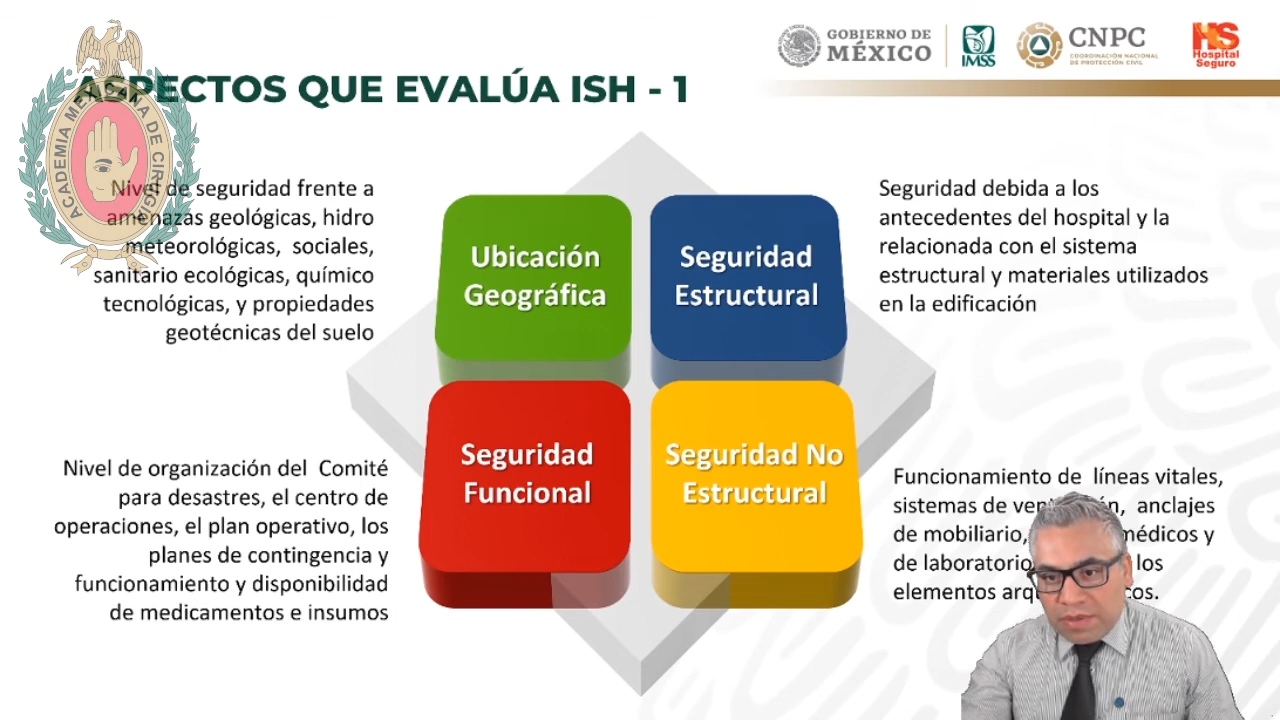 GOBIERNO DE
MÉXICO
IMSS
CNPC
COORDINACIÓN NACIONAL
DE PROTECCIÓN CIVIL
HS
Hospital
Seguro
ASPECTOS QUE EVALÚA ISH - 1
ACADEMIA MEXICANA DE CIRUGIA
Nivel de seguridad frente a
amenazas geológicas, hidro
meteorológicas, sociales,
sanitario ecológicas, químico
tecnológicas, y propiedades
geotécnicas del suelo
Ubicación
Geográfica
Seguridad
Estructural
Seguridad debida a los
antecedentes del hospital y la
relacionada con el sistema
estructural y materiales utilizados
en la edificación
Nivel de organización del Comité
para desastres, el centro de
operaciones, el plan operativo, los
planes de contingencia y
funcionamiento y disponibilidad
de medicamentos e insumos
Seguridad
Funcional
Seguridad No
Estructural
Funcionamiento de líneas vitales,
sistemas de anclajes
de mobiliario, médicos y
de laboratorio los
elementos